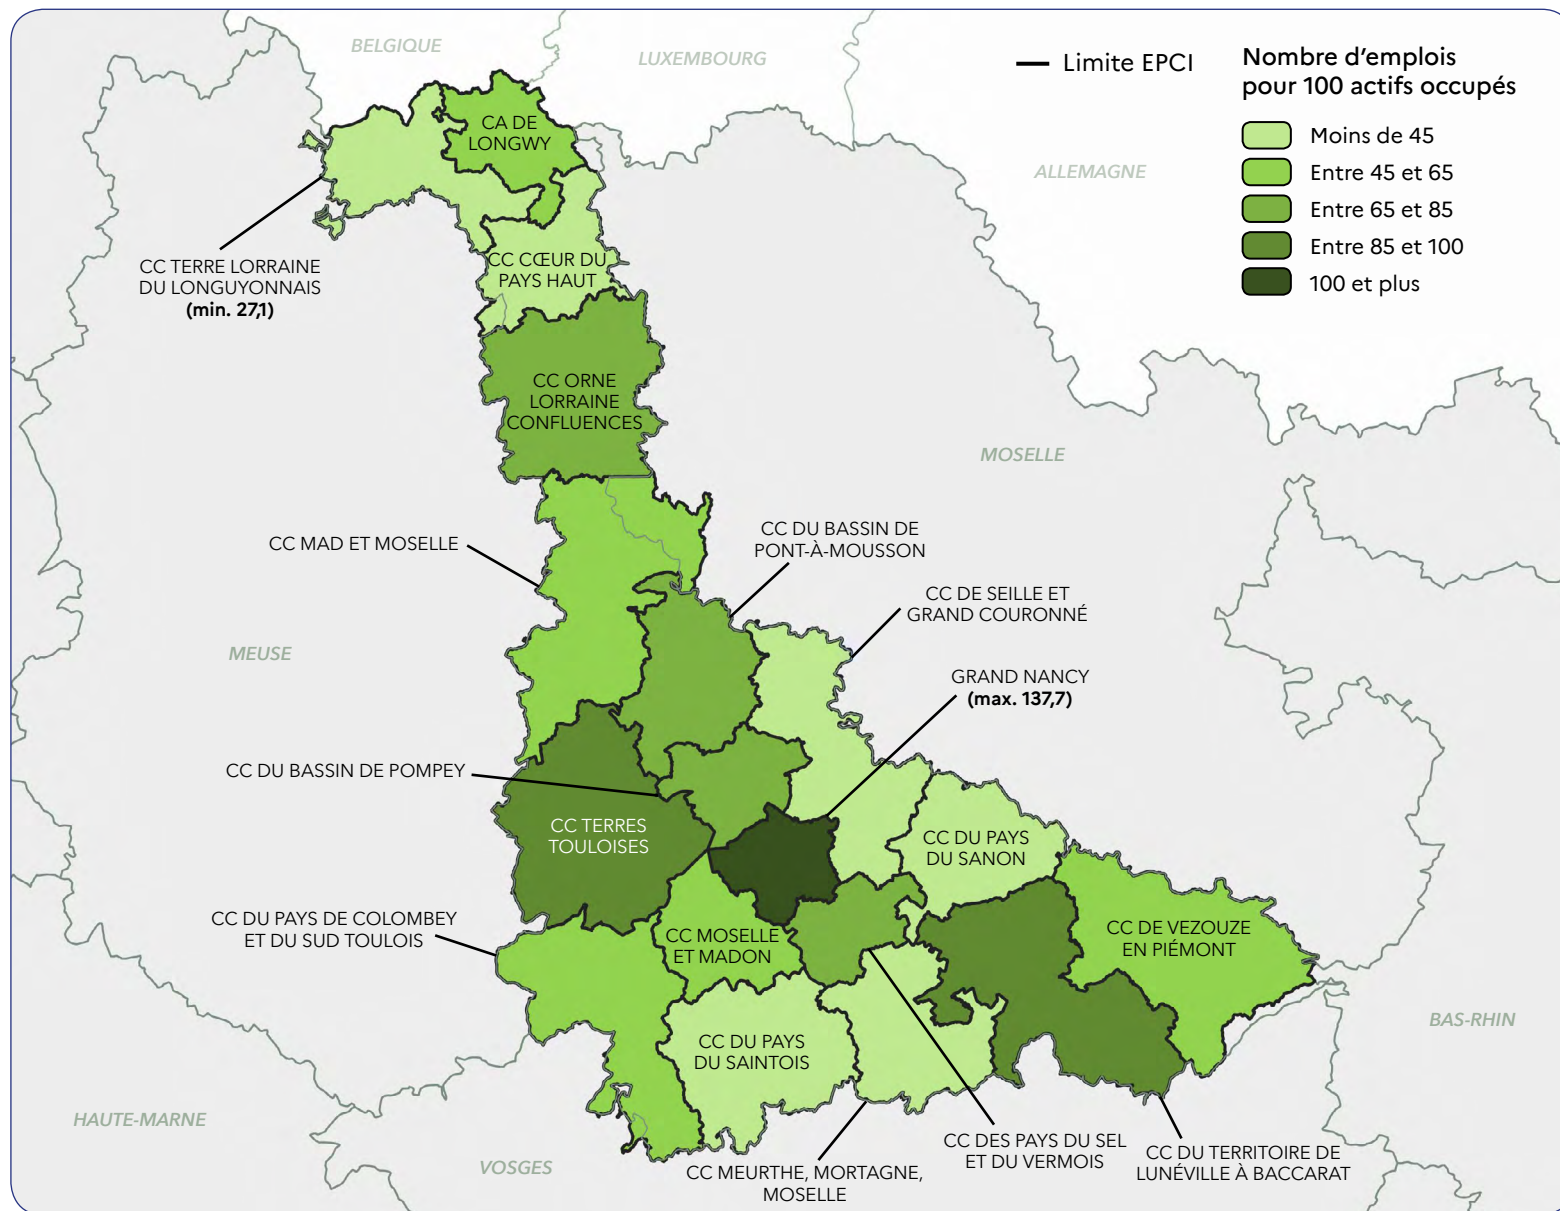 BELGIQUE
LUXEMBOURG
Limite EPCI
Nombre d'emplois
pour 100 actifs occupés
Moins de 45
Entre 45 et 65
Entre 65 et 85
Entre 85 et 100
100 et plus
ALLEMAGNE
CA DE
LONGWY
CC TERRE LORRAINE
DU LONGUYONNAIS
(min. 27,1)
CC CŒUR DU
PAYS HAUT
CC ORNE
LORRAINE
CONFLUENCES
MOSELLE
CC MAD ET MOSELLE
CC DU BASSIN DE
PONT-À-MOUSSON
CC DE SEILLE ET
GRAND COURONNÉ
MEUSE
GRAND NANCY
(max. 137,7)
CC DU BASSIN DE POMPEY
CC TERRES
TOULOISES
CC DU PAYS
DU SANON
CC DU PAYS DE COLOMBEY
ET DU SUD TOULOIS
CC MOSELLE
ET MADON
CC DE VEZOUZE
EN PIÉMONT
BAS-RHIN
CC DU PAYS
DU SAINTOIS
HAUTE-MARNE
VOSGES
CC MEURTHE, MORTAGNE,
MOSELLE
CC DES PAYS DU SEL
ET DU VERMOIS
CC DU TERRITOIRE DE
LUNÉVILLE À BACCARAT